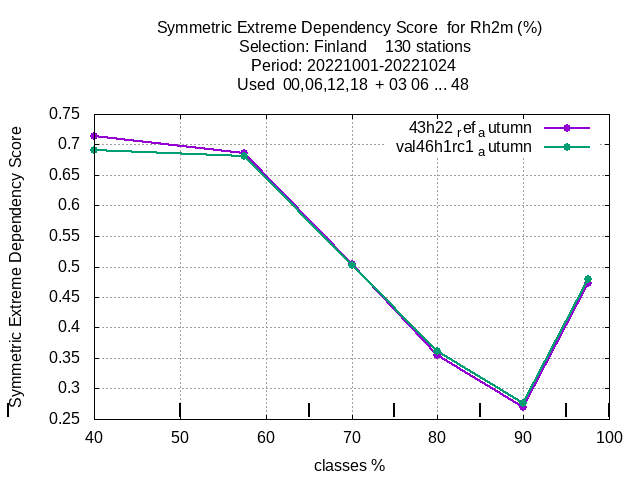 Symmetric Extreme Dependency Score  for Rh2m (%)
Selection: Finland    130 stations
Period: 20221001-20221024
Used  00,06,12,18  + 03 06 ... 48
43h22 refautumn
val46h1rc1 autumn
Symmetric Extreme Dependency Score
0.75
0.7
0.65
0.6
0.55
0.5
0.45
0.4
0.35
0.3
0.25
40 50 60 70 80 90 100
classes %